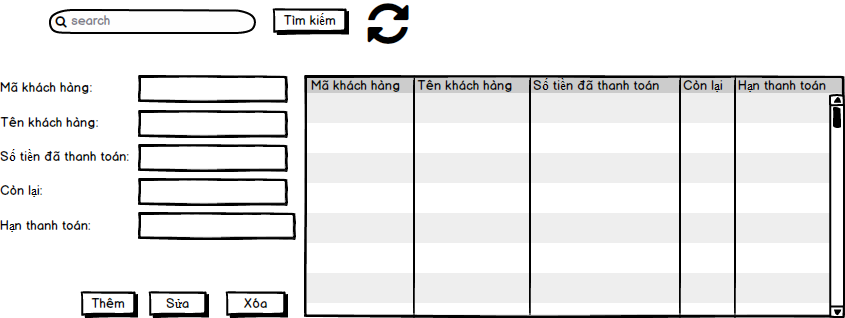 search
Tìm kiếm
Mã khách hàng:
Tên khách hàng:
Số tiền đã thanh toán:
Còn lại:
Hạn thanh toán:
Thêm Sửa Xóa
Mã khách hàng Tên khách hàng Số tiền đã thanh toán Còn lại Hạn thanh toán